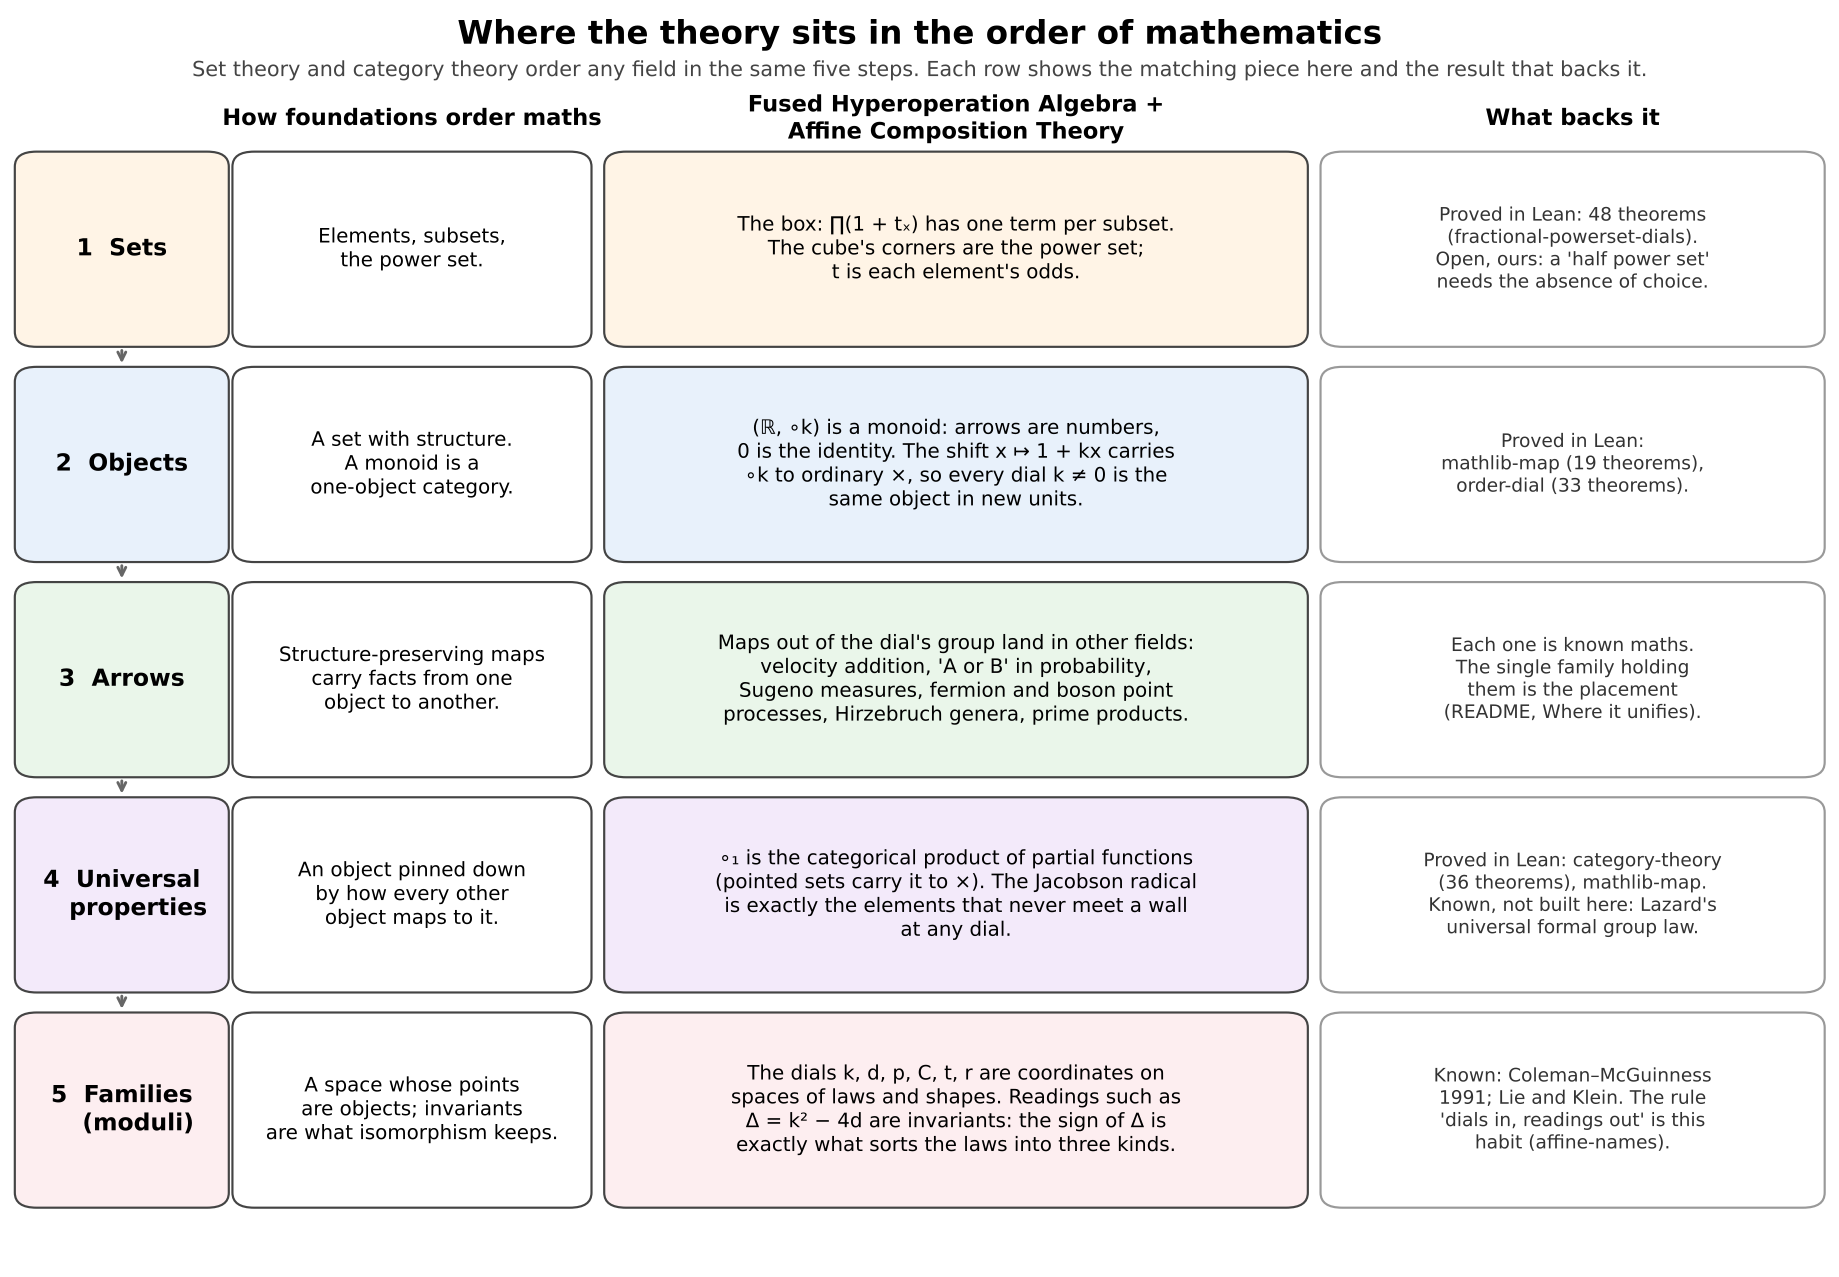 Where the theory sits in the order of mathematics
Set theory and category theory order any field in the same five steps. Each row shows the matching piece here and the result that backs it.
How foundations order maths
Fused Hyperoperation Algebra +
Affine Composition Theory
What backs it
1 Sets
Elements, subsets,
the power set.
The box: ∏(1 + tₓ) has one term per subset.
The cube's corners are the power set;
t is each element's odds.
Proved in Lean: 48 theorems
(fractional-powerset-dials).
Open, ours: a 'half power set'
needs the absence of choice.
2 Objects
A set with structure.
A monoid is a
one-object category.
(ℝ, ∘k) is a monoid: arrows are numbers,
0 is the identity. The shift x ↦ 1 + kx carries
∘k to ordinary ×, so every dial k ≠ 0 is the
same object in new units.
Proved in Lean:
mathlib-map (19 theorems),
order-dial (33 theorems).
3 Arrows
Structure-preserving maps
carry facts from one
object to another.
Maps out of the dial's group land in other fields:
velocity addition, 'A or B' in probability,
Sugeno measures, fermion and boson point
processes, Hirzebruch genera, prime products.
Each one is known maths.
The single family holding
them is the placement
(README, Where it unifies).
4 Universal
properties
An object pinned down
by how every other
object maps to it.
∘₁ is the categorical product of partial functions
(pointed sets carry it to ×). The Jacobson radical
is exactly the elements that never meet a wall
at any dial.
Proved in Lean: category-theory
(36 theorems), mathlib-map.
Known, not built here: Lazard's
universal formal group law.
5 Families
(moduli)
A space whose points
are objects; invariants
are what isomorphism keeps.
The dials k, d, p, C, t, r are coordinates on
spaces of laws and shapes. Readings such as
Δ = k² − 4d are invariants: the sign of Δ is
exactly what sorts the laws into three kinds.
Known: Coleman–McGuinness
1991; Lie and Klein. The rule
'dials in, readings out' is this
habit (affine-names).